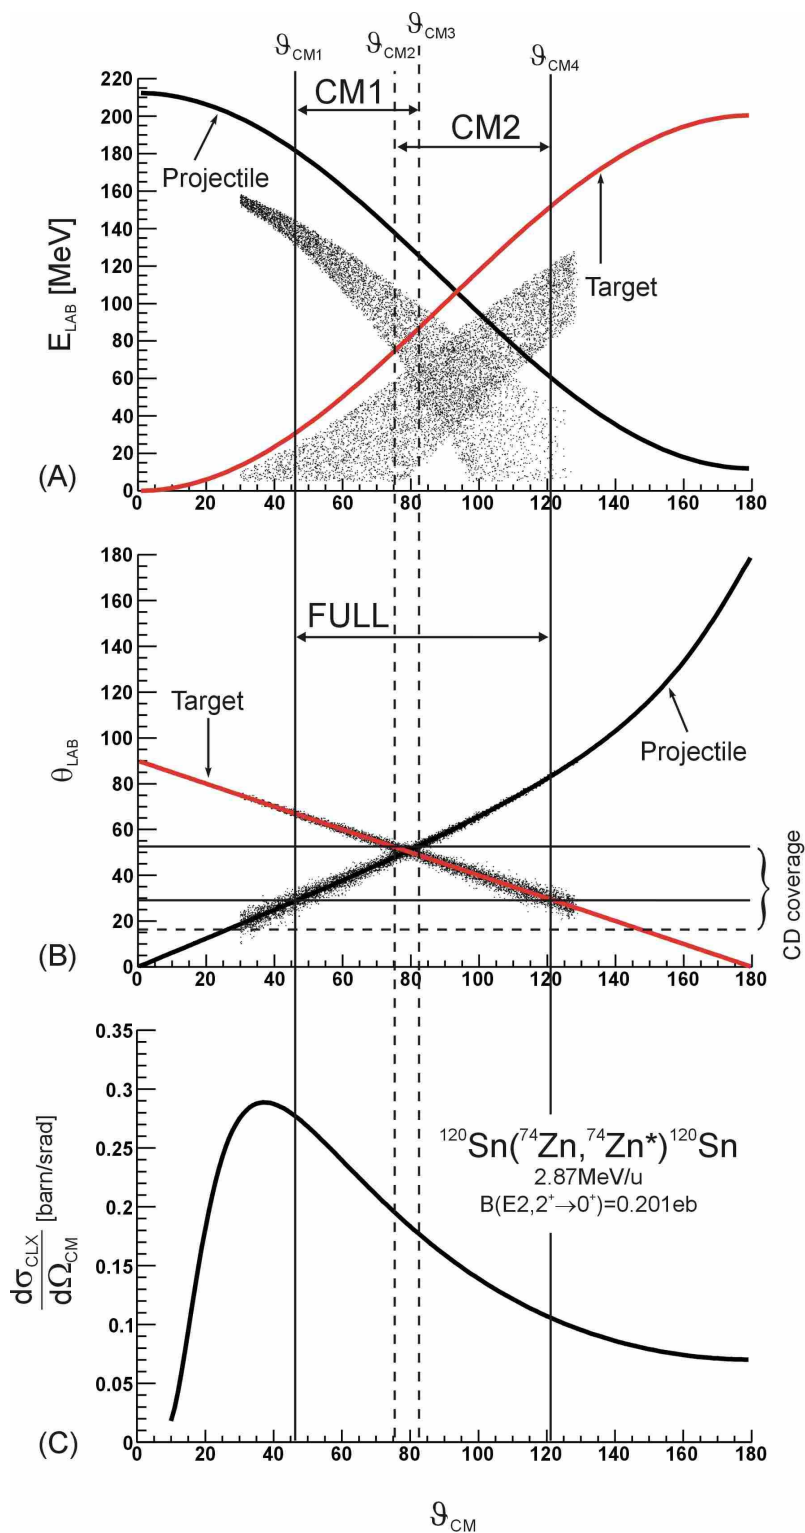 ϑCM1
ϑCM2
ϑCM3
ϑCM4
220
200
180
160
140
120
100
80
60
40
20
0
E_LAB [MeV]
CM1
CM2
Projectile
Target
(A)
0 20 40 60 80 100 120 140 160 180
180
160
140
120
100
80
60
40
20
0
θ_LAB
FULL
Target
Projectile
CD coverage
(B)
0 20 40 60 80 100 120 140 160 180
0.35
0.3
0.25
0.2
0.15
0.1
0.05
0
dσ_CLX
dΩ_CM
[barn/srad]
¹²⁰Sn(⁷⁴Zn,⁷⁴Zn*)¹²⁰Sn
2.87MeV/u
B(E2,2⁺→0⁺)=0.201eb
(C)
0 20 40 60 80 100 120 140 160 180
ϑCM